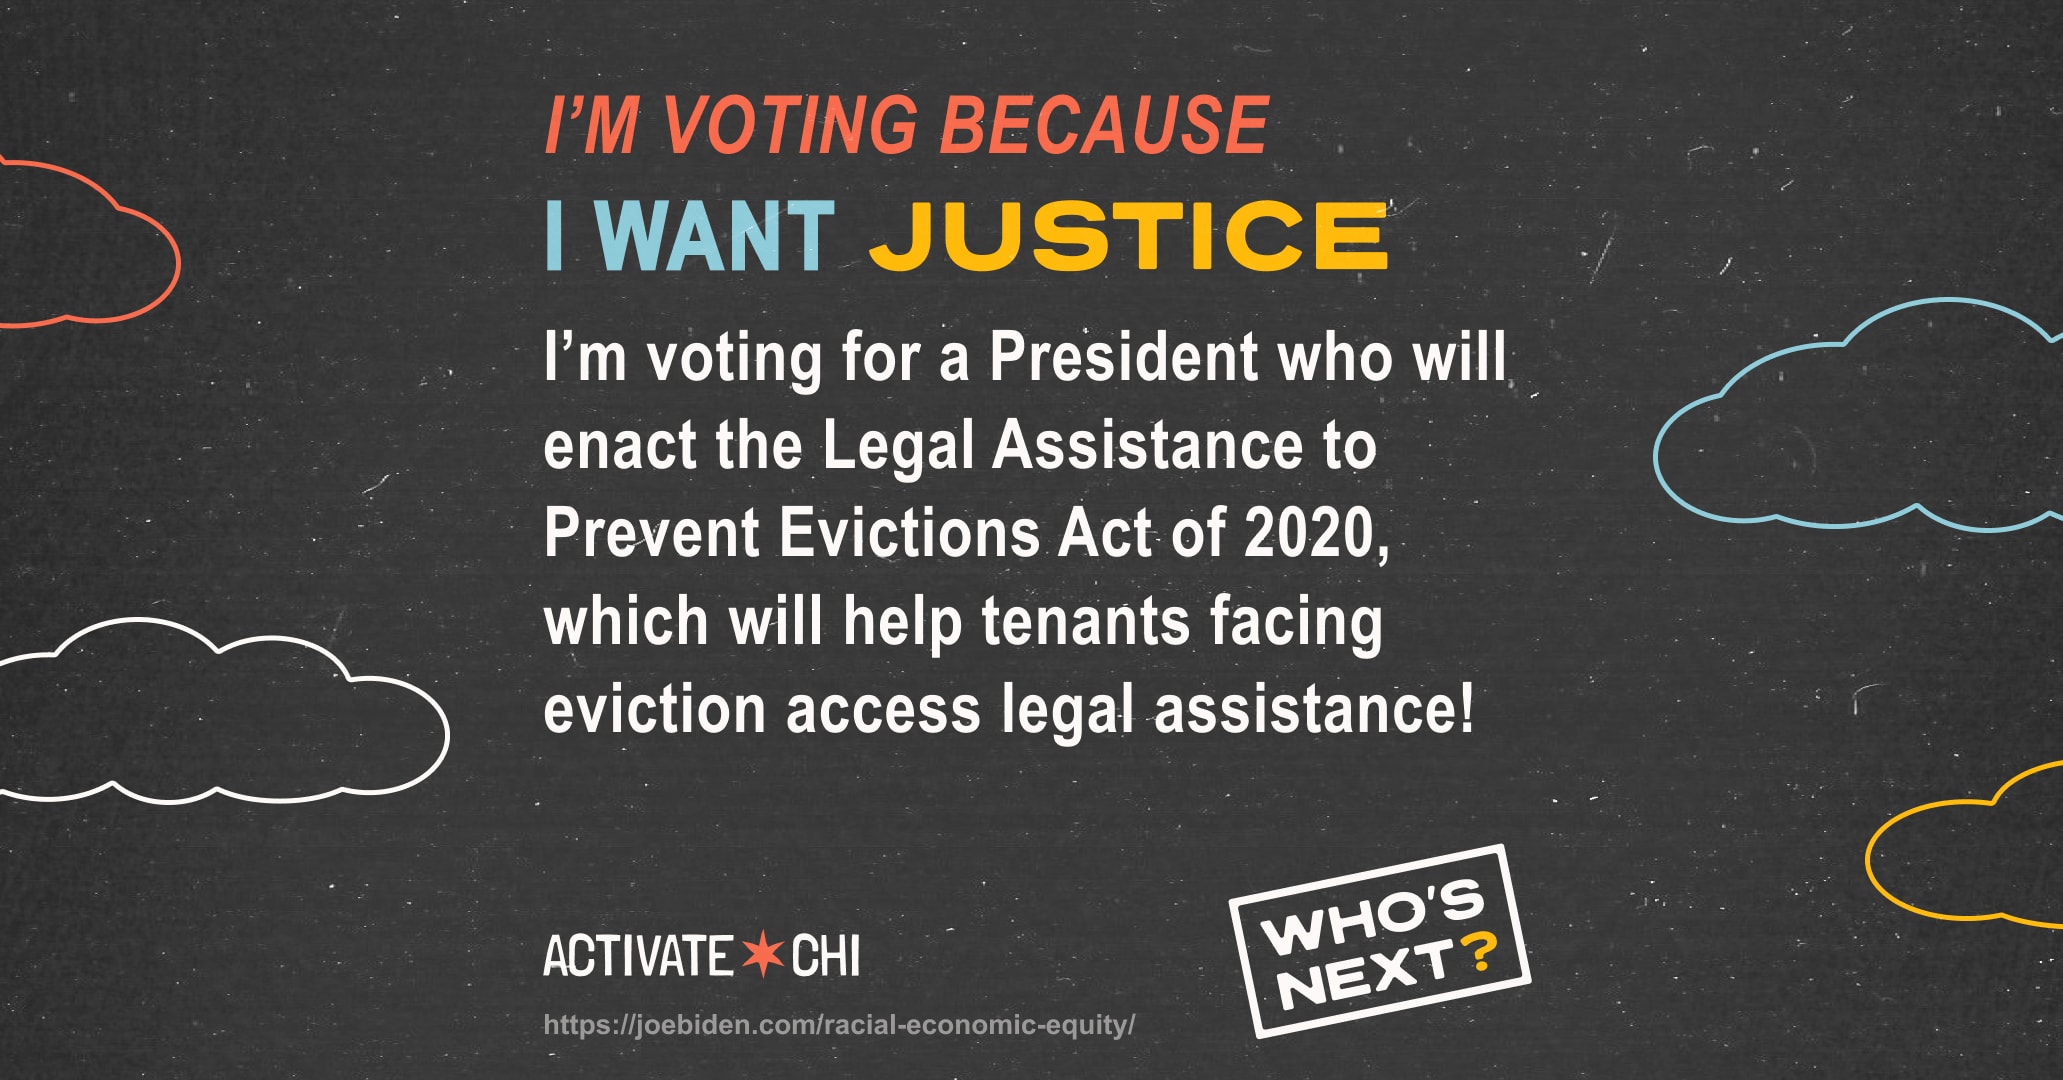 I’M VOTING BECAUSE
I WANT JUSTICE
I’m voting for a President who will
enact the Legal Assistance to
Prevent Evictions Act of 2020,
which will help tenants facing
eviction access legal assistance!
ACTIVATE CHI
https://joebiden.com/racial-economic-equity/
WHO'S
NEXT?